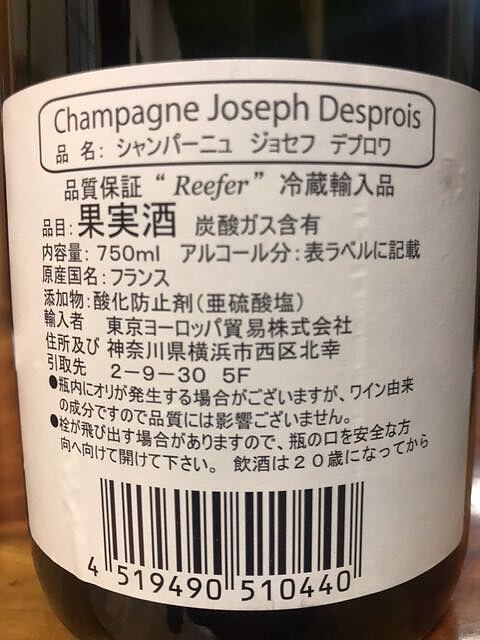 Champagne Joseph Desprois
品 名: シャンパーニュ ジョセフ デプロワ
品質保証 “Reefer” 冷蔵輸入品
品目: 果実酒 炭酸ガス含有
内容量: 750ml アルコール分: 表ラベルに記載
原産国名: フランス
添加物: 酸化防止剤(亜硫酸塩)
輸入者 東京ヨーロッパ貿易株式会社
住所及び 神奈川県横浜市西区北幸
引取先 2-9-30 5F
●瓶内にオリが発生する場合がございますが、ワイン由来
の成分ですので品質には影響ございません。
●栓が飛び出す場合がありますので、瓶の口を安全な方
向へ向けて開けて下さい。 飲酒は20歳になってから
4 519490 510440